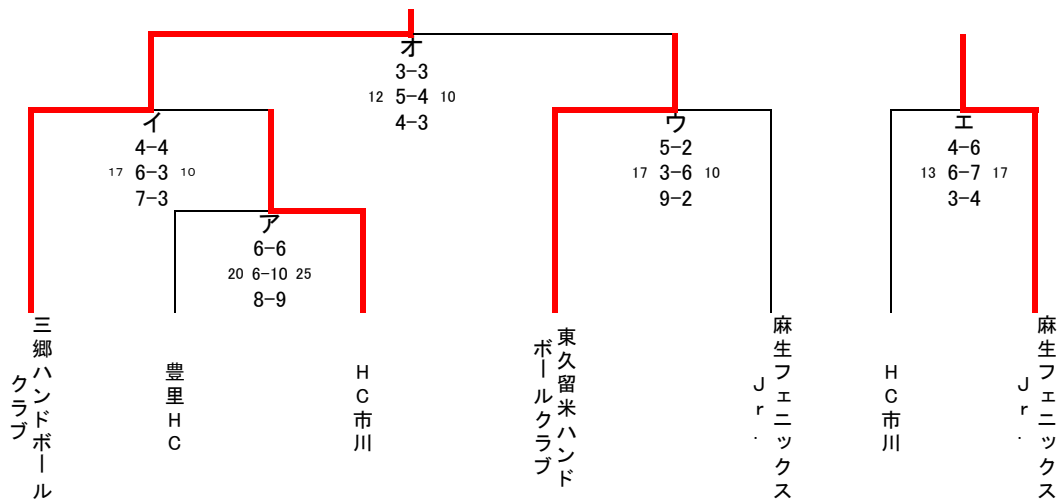 オ
3-3
12 5-4 10
4-3
イ
4-4
17 6-3 10
7-3
ウ
5-2
17 3-6 10
9-2
エ
4-6
13 6-7 17
3-4
ア
6-6
20 6-10 25
8-9
三郷ハンドボール
クラブ
豊里HC
HC市川
東久留米ハンド
ボールクラブ
麻生フェニックス
Jr.
HC市川
麻生フェニックス
Jr.